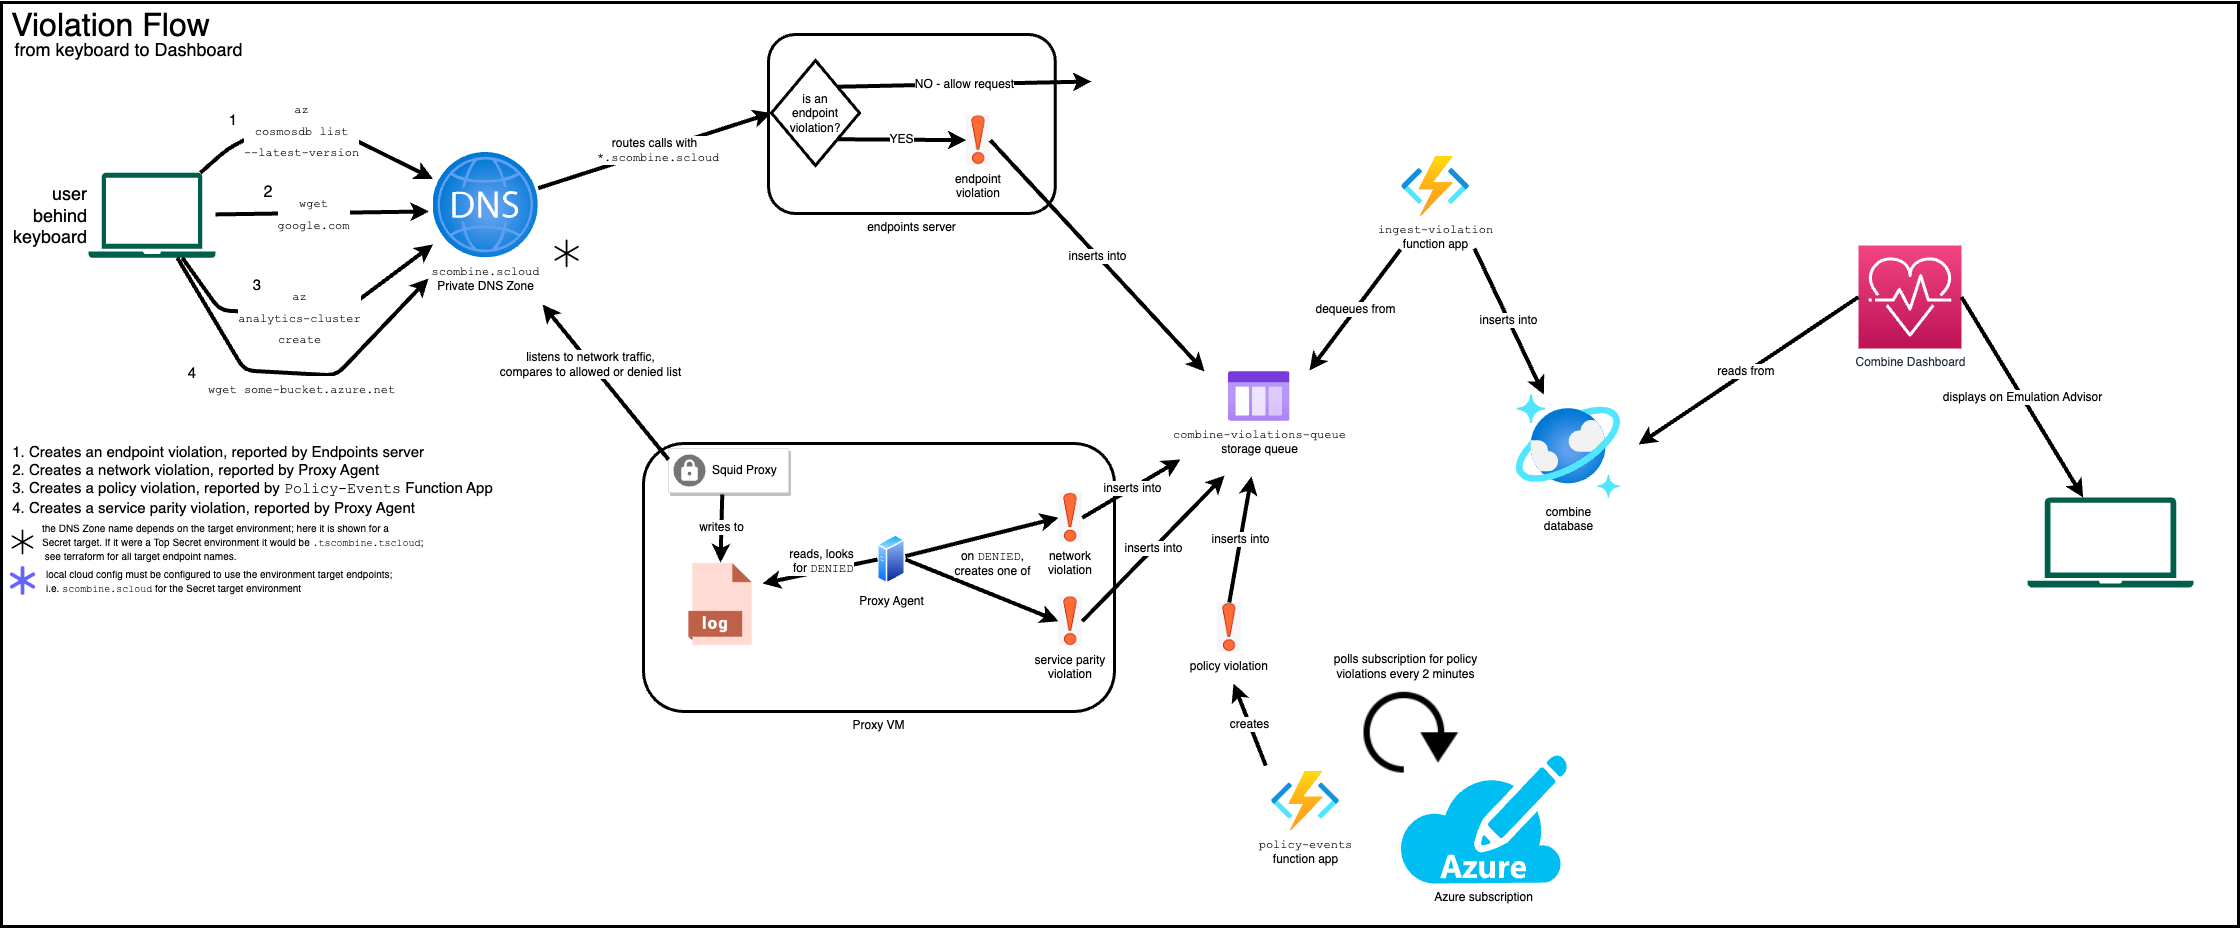 Violation Flow
from keyboard to Dashboard
user
behind
keyboard
1
az
cosmosdb list
--latest-version
2
wget
google.com
3
az
analytics-cluster
create
4
wget some-bucket.azure.net
DNS
scombine.scloud
Private DNS Zone
routes calls with
*.scombine.scloud
is an
endpoint
violation?
NO - allow request
YES
endpoint
violation
endpoints server
inserts into
listens to network traffic,
compares to allowed or denied list
Squid Proxy
writes to
log
reads, looks
for DENIED
Proxy Agent
on DENIED,
creates one of
network
violation
service parity
violation
Proxy VM
inserts into
inserts into
inserts into
combine-violations-queue
storage queue
policy violation
creates
policy-events
function app
polls subscription for policy
violations every 2 minutes
Azure
Azure subscription
ingest-violation
function app
dequeues from
inserts into
combine
database
reads from
Combine Dashboard
displays on Emulation Advisor
1. Creates an endpoint violation, reported by Endpoints server
2. Creates a network violation, reported by Proxy Agent
3. Creates a policy violation, reported by Policy-Events Function App
4. Creates a service parity violation, reported by Proxy Agent
the DNS Zone name depends on the target environment; here it is shown for a
Secret target. If it were a Top Secret environment it would be .tscombine.tscloud;
see terraform for all target endpoint names.
local cloud config must be configured to use the environment target endpoints;
i.e. scombine.scloud for the Secret target environment